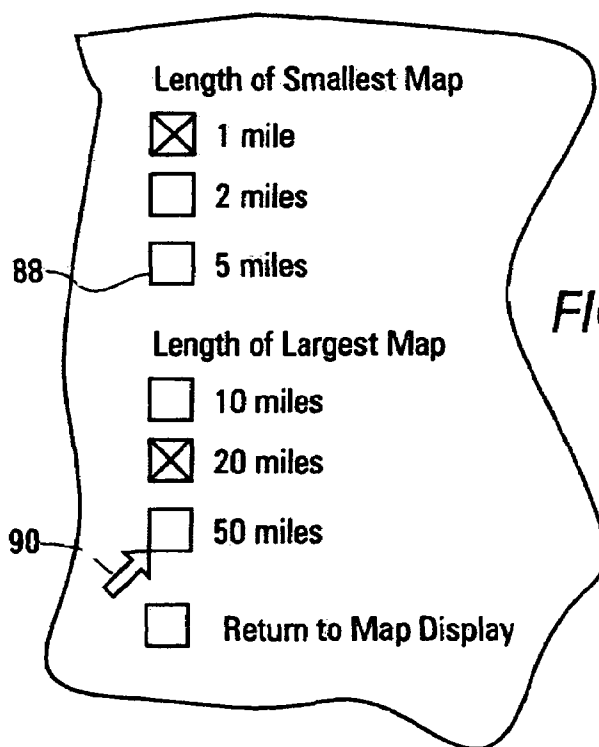 Length of Smallest Map
1 mile
2 miles
88
5 miles
FIG
Length of Largest Map
10 miles
20 miles
90
50 miles
Return to Map Display